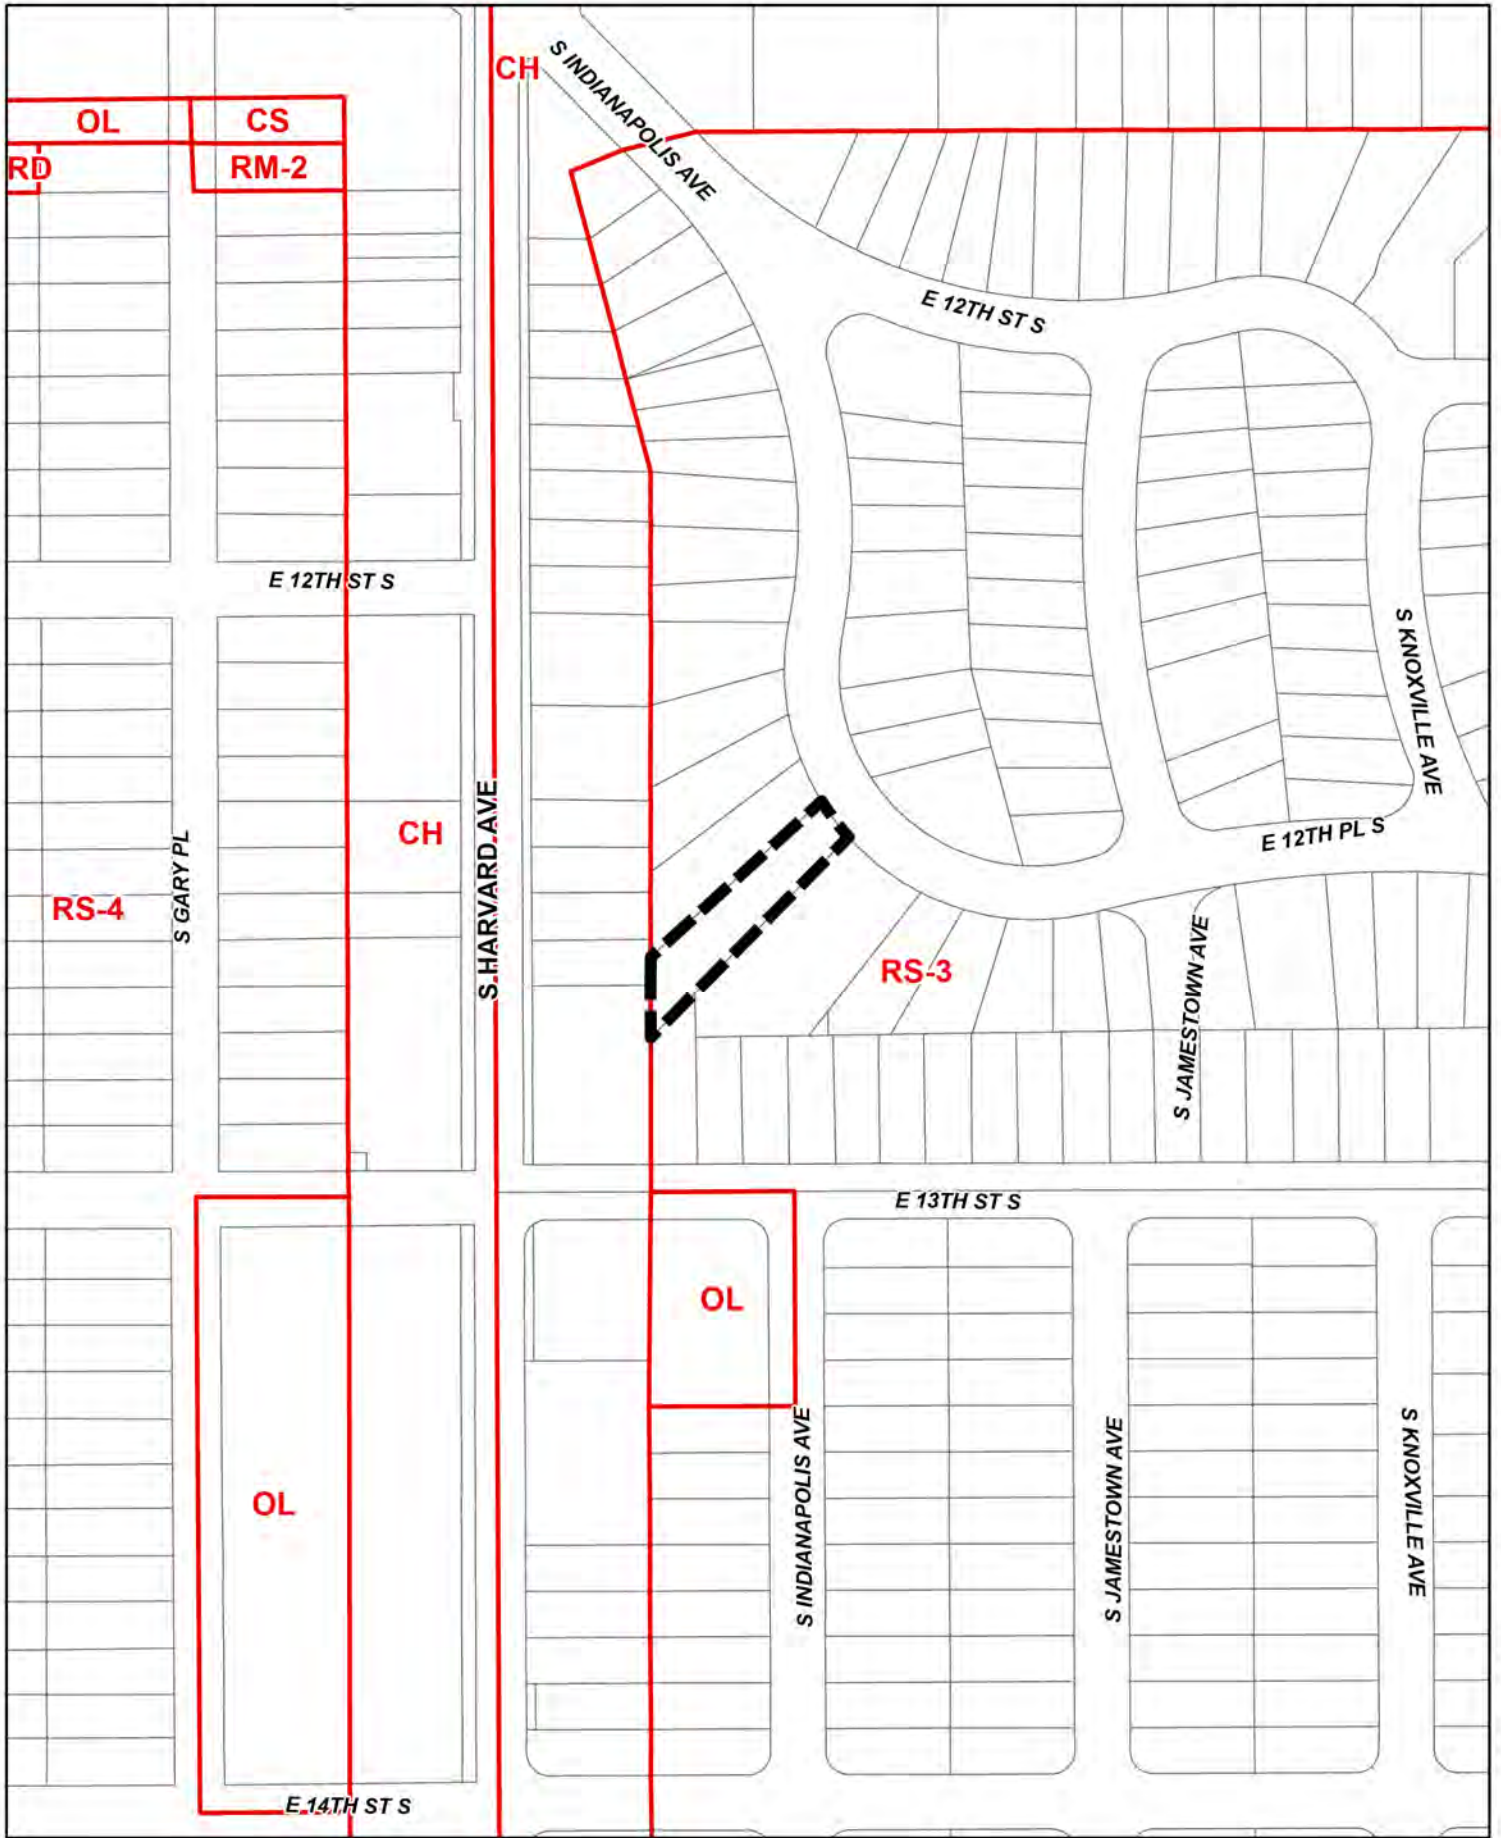 CH
S INDIANAPOLIS AVE
OL
CS
RD
RM-2
E 12TH ST S
E 12TH ST S
S KNOXVILLE AVE
S HARVARD AVE
CH
S GARY PL
E 12TH PL S
RS-4
RS-3
S JAMESTOWN AVE
E 13TH ST S
OL
S INDIANAPOLIS AVE
S JAMESTOWN AVE
S KNOXVILLE AVE
OL
E 14TH ST S